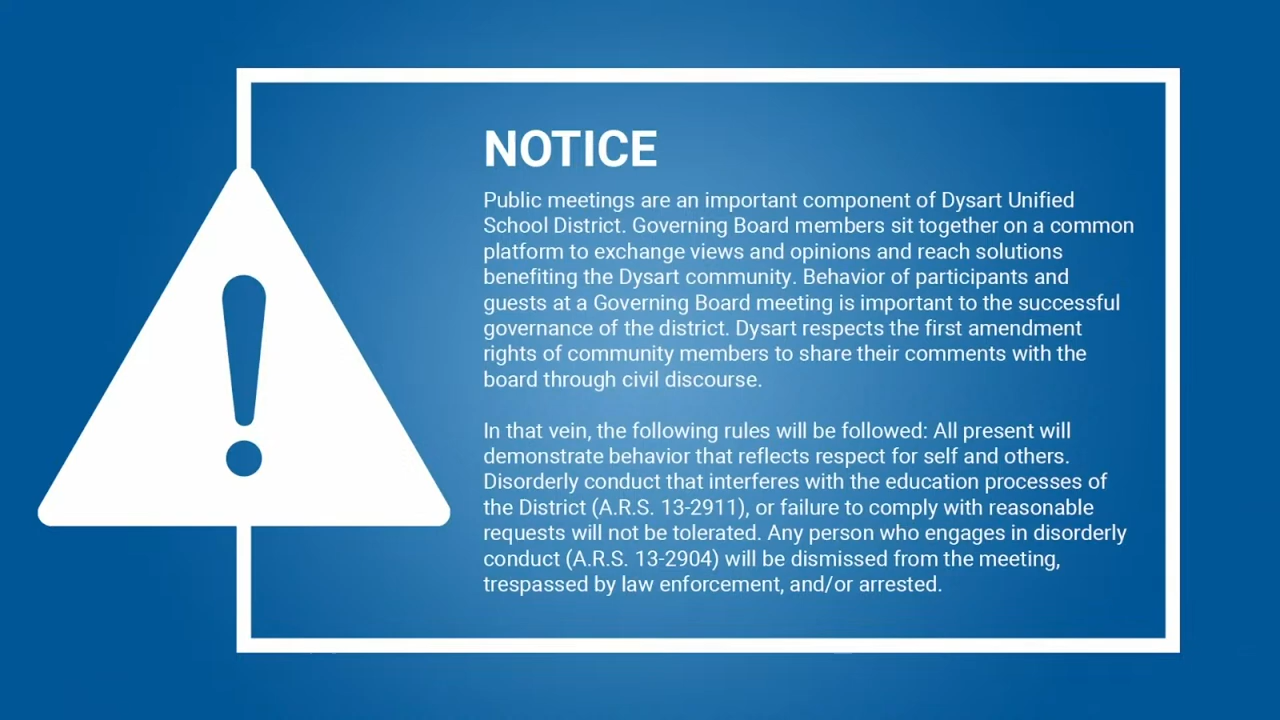 NOTICE
Public meetings are an important component of Dysart Unified
School District. Governing Board members sit together on a common
platform to exchange views and opinions and reach solutions
benefiting the Dysart community. Behavior of participants and
guests at a Governing Board meeting is important to the successful
governance of the district. Dysart respects the first amendment
rights of community members to share their comments with the
board through civil discourse.
In that vein, the following rules will be followed: All present will
demonstrate behavior that reflects respect for self and others.
Disorderly conduct that interferes with the education processes of
the District (A.R.S. 13-2911), or failure to comply with reasonable
requests will not be tolerated. Any person who engages in disorderly
conduct (A.R.S. 13-2904) will be dismissed from the meeting,
trespassed by law enforcement, and/or arrested.